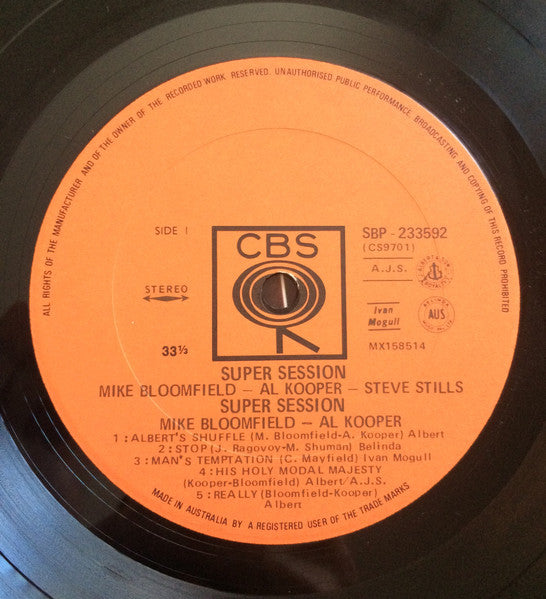 ALL RIGHTS OF THE MANUFACTURER AND OF THE OWNER OF THE RECORDED WORK RESERVED. UNAUTHORISED PUBLIC PERFORMANCE, BROADCASTING AND COPYING OF THIS RECORD PROHIBITED
SIDE 1
CBS
SBP - 233592
(CS9701)
A.J.S.
STEREO
Ivan
Mogull
AUS
33⅓
MX158514
SUPER SESSION
MIKE BLOOMFIELD - AL KOOPER - STEVE STILLS
SUPER SESSION
MIKE BLOOMFIELD - AL KOOPER
1 : ALBERT'S SHUFFLE (M. Bloomfield-A. Kooper) Albert
2 : STOP (J. Ragovoy-M. Shuman) Belinda
3 : MAN'S TEMPTATION (C. Mayfield) Ivan Mogull
4 : HIS HOLY MODAL MAJESTY
(Kooper-Bloomfield) Albert/A.J.S.
5 : REALLY (Bloomfield-Kooper)
Albert
MADE IN AUSTRALIA BY A REGISTERED USER OF THE TRADE MARKS